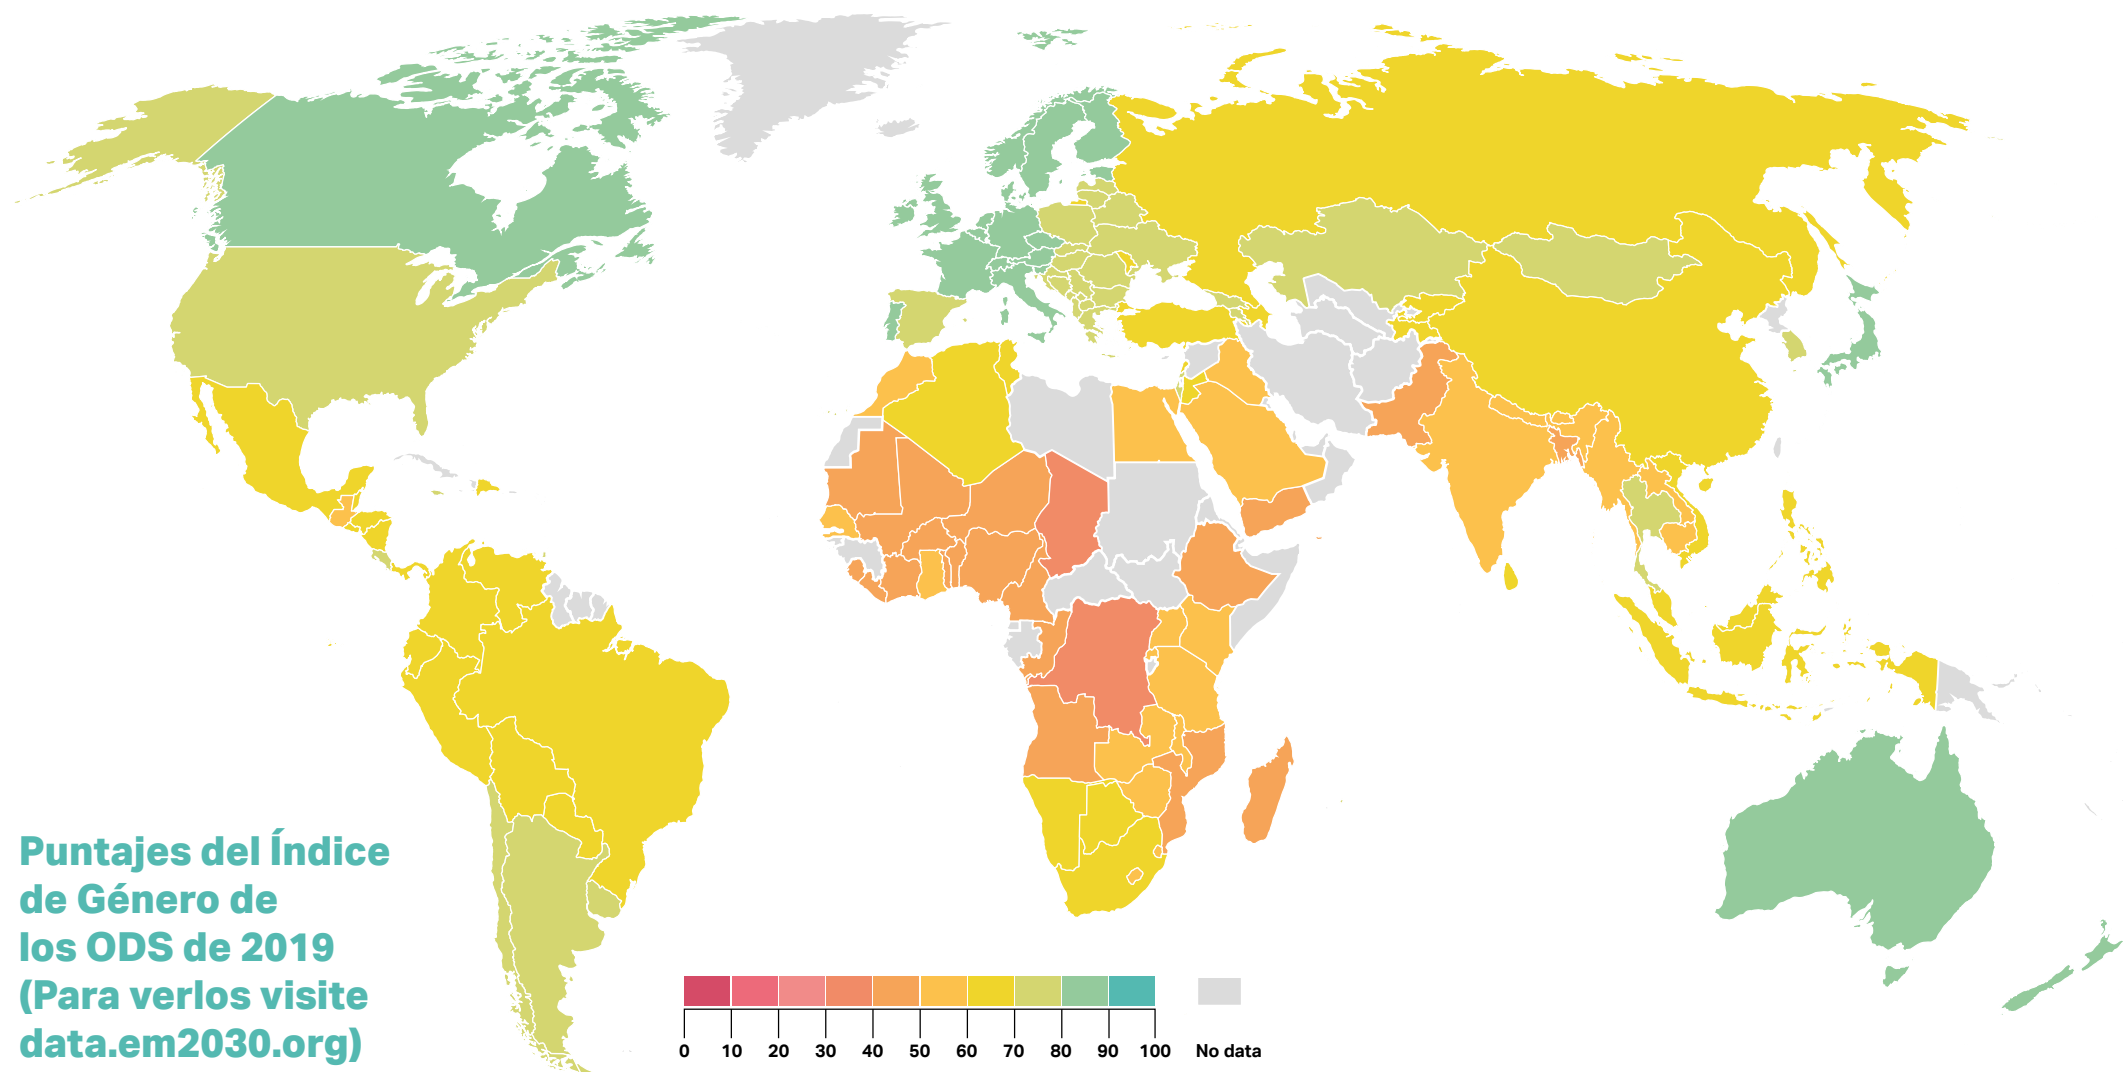 Puntajes del Índice
de Género de
los ODS de 2019
(Para verlos visite
data.em2030.org)
0 10 20 30 40 50 60 70 80 90 100 No data